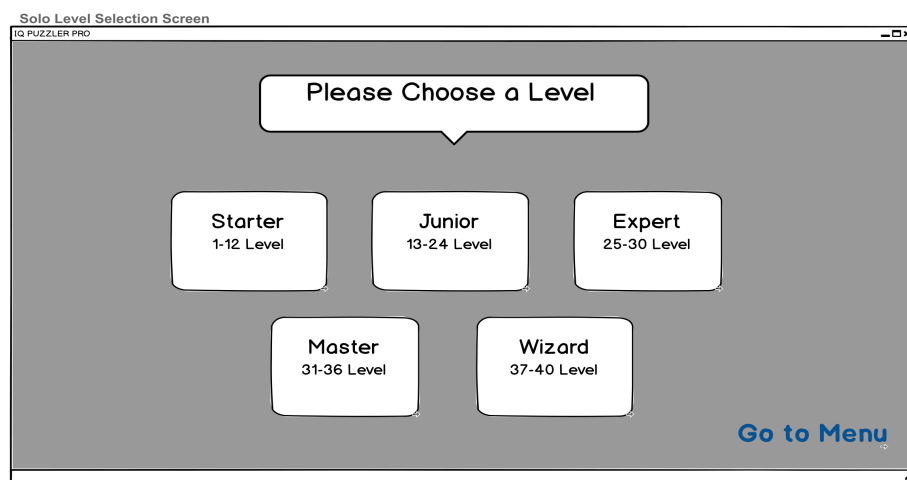 Solo Level Selection Screen
IQ PUZZLER PRO
Please Choose a Level
Starter
1-12 Level
Junior
13-24 Level
Expert
25-30 Level
Master
31-36 Level
Wizard
37-40 Level
Go to Menu